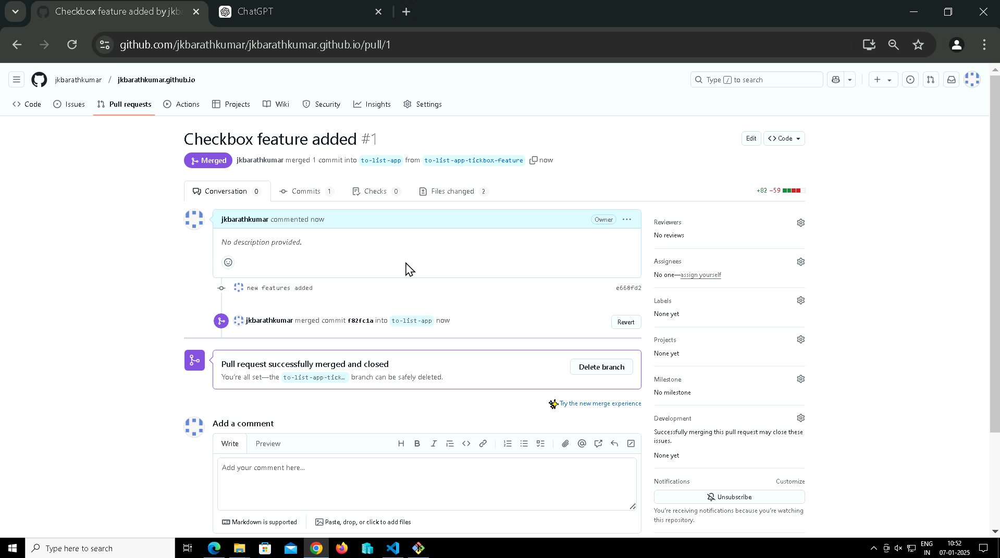 Checkbox feature added by jkb
ChatGPT
github.com/jkbarathkumar/jkbarathkumar.github.io/pull/1
jkbarathkumar / jkbarathkumar.github.io
Type / to search
Code
Issues
Pull requests
Actions
Projects
Wiki
Security
Insights
Settings
Checkbox feature added #1
Edit
Code
Merged
jkbarathkumar merged 1 commit into to-list-app from to-list-app-tickbox-feature now
Conversation 0
Commits 1
Checks 0
Files changed 2
+82 −59
jkbarathkumar commented now
Owner
No description provided.
new features added
e668fd2
jkbarathkumar merged commit f82fc1a into to-list-app now
Revert
Pull request successfully merged and closed
You're all set—the to-list-app-tick… branch can be safely deleted.
Delete branch
Try the new merge experience
Add a comment
Write
Preview
Add your comment here...
Markdown is supported
Paste, drop, or click to add files
Reviewers
No reviews
Assignees
No one—assign yourself
Labels
None yet
Projects
None yet
Milestone
No milestone
Development
Successfully merging this pull request may close these
issues.
None yet
Notifications
Customize
Unsubscribe
You're receiving notifications because you're watching
this repository.
Type here to search
ENG
IN
10:52
07-01-2025